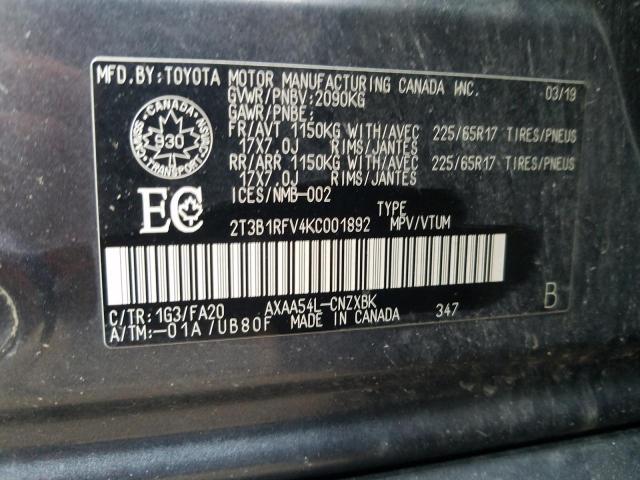 MFD.BY:TOYOTA MOTOR MANUFACTURING CANADA INC. 03/19
GVWR/PNBV:2090KG
GAWR/PNBE;
FR/AVT 1150KG WITH/AVEC 225/65R17 TIRES/PNEUS
17X7.0J RIMS/JANTES
RR/ARR 1150KG WITH/AVEC 225/65R17 TIRES/PNEUS
17X7.0J RIMS/JANTES
ICES/NMB-002
CANADA
930
TRANSPORT
EC
TYPE
2T3B1RFV4KC001892 MPV/VTUM
C/TR:1G3/FA20 AXAA54L-CNZXBK 347 B
A/TM:-01A/UB80F MADE IN CANADA